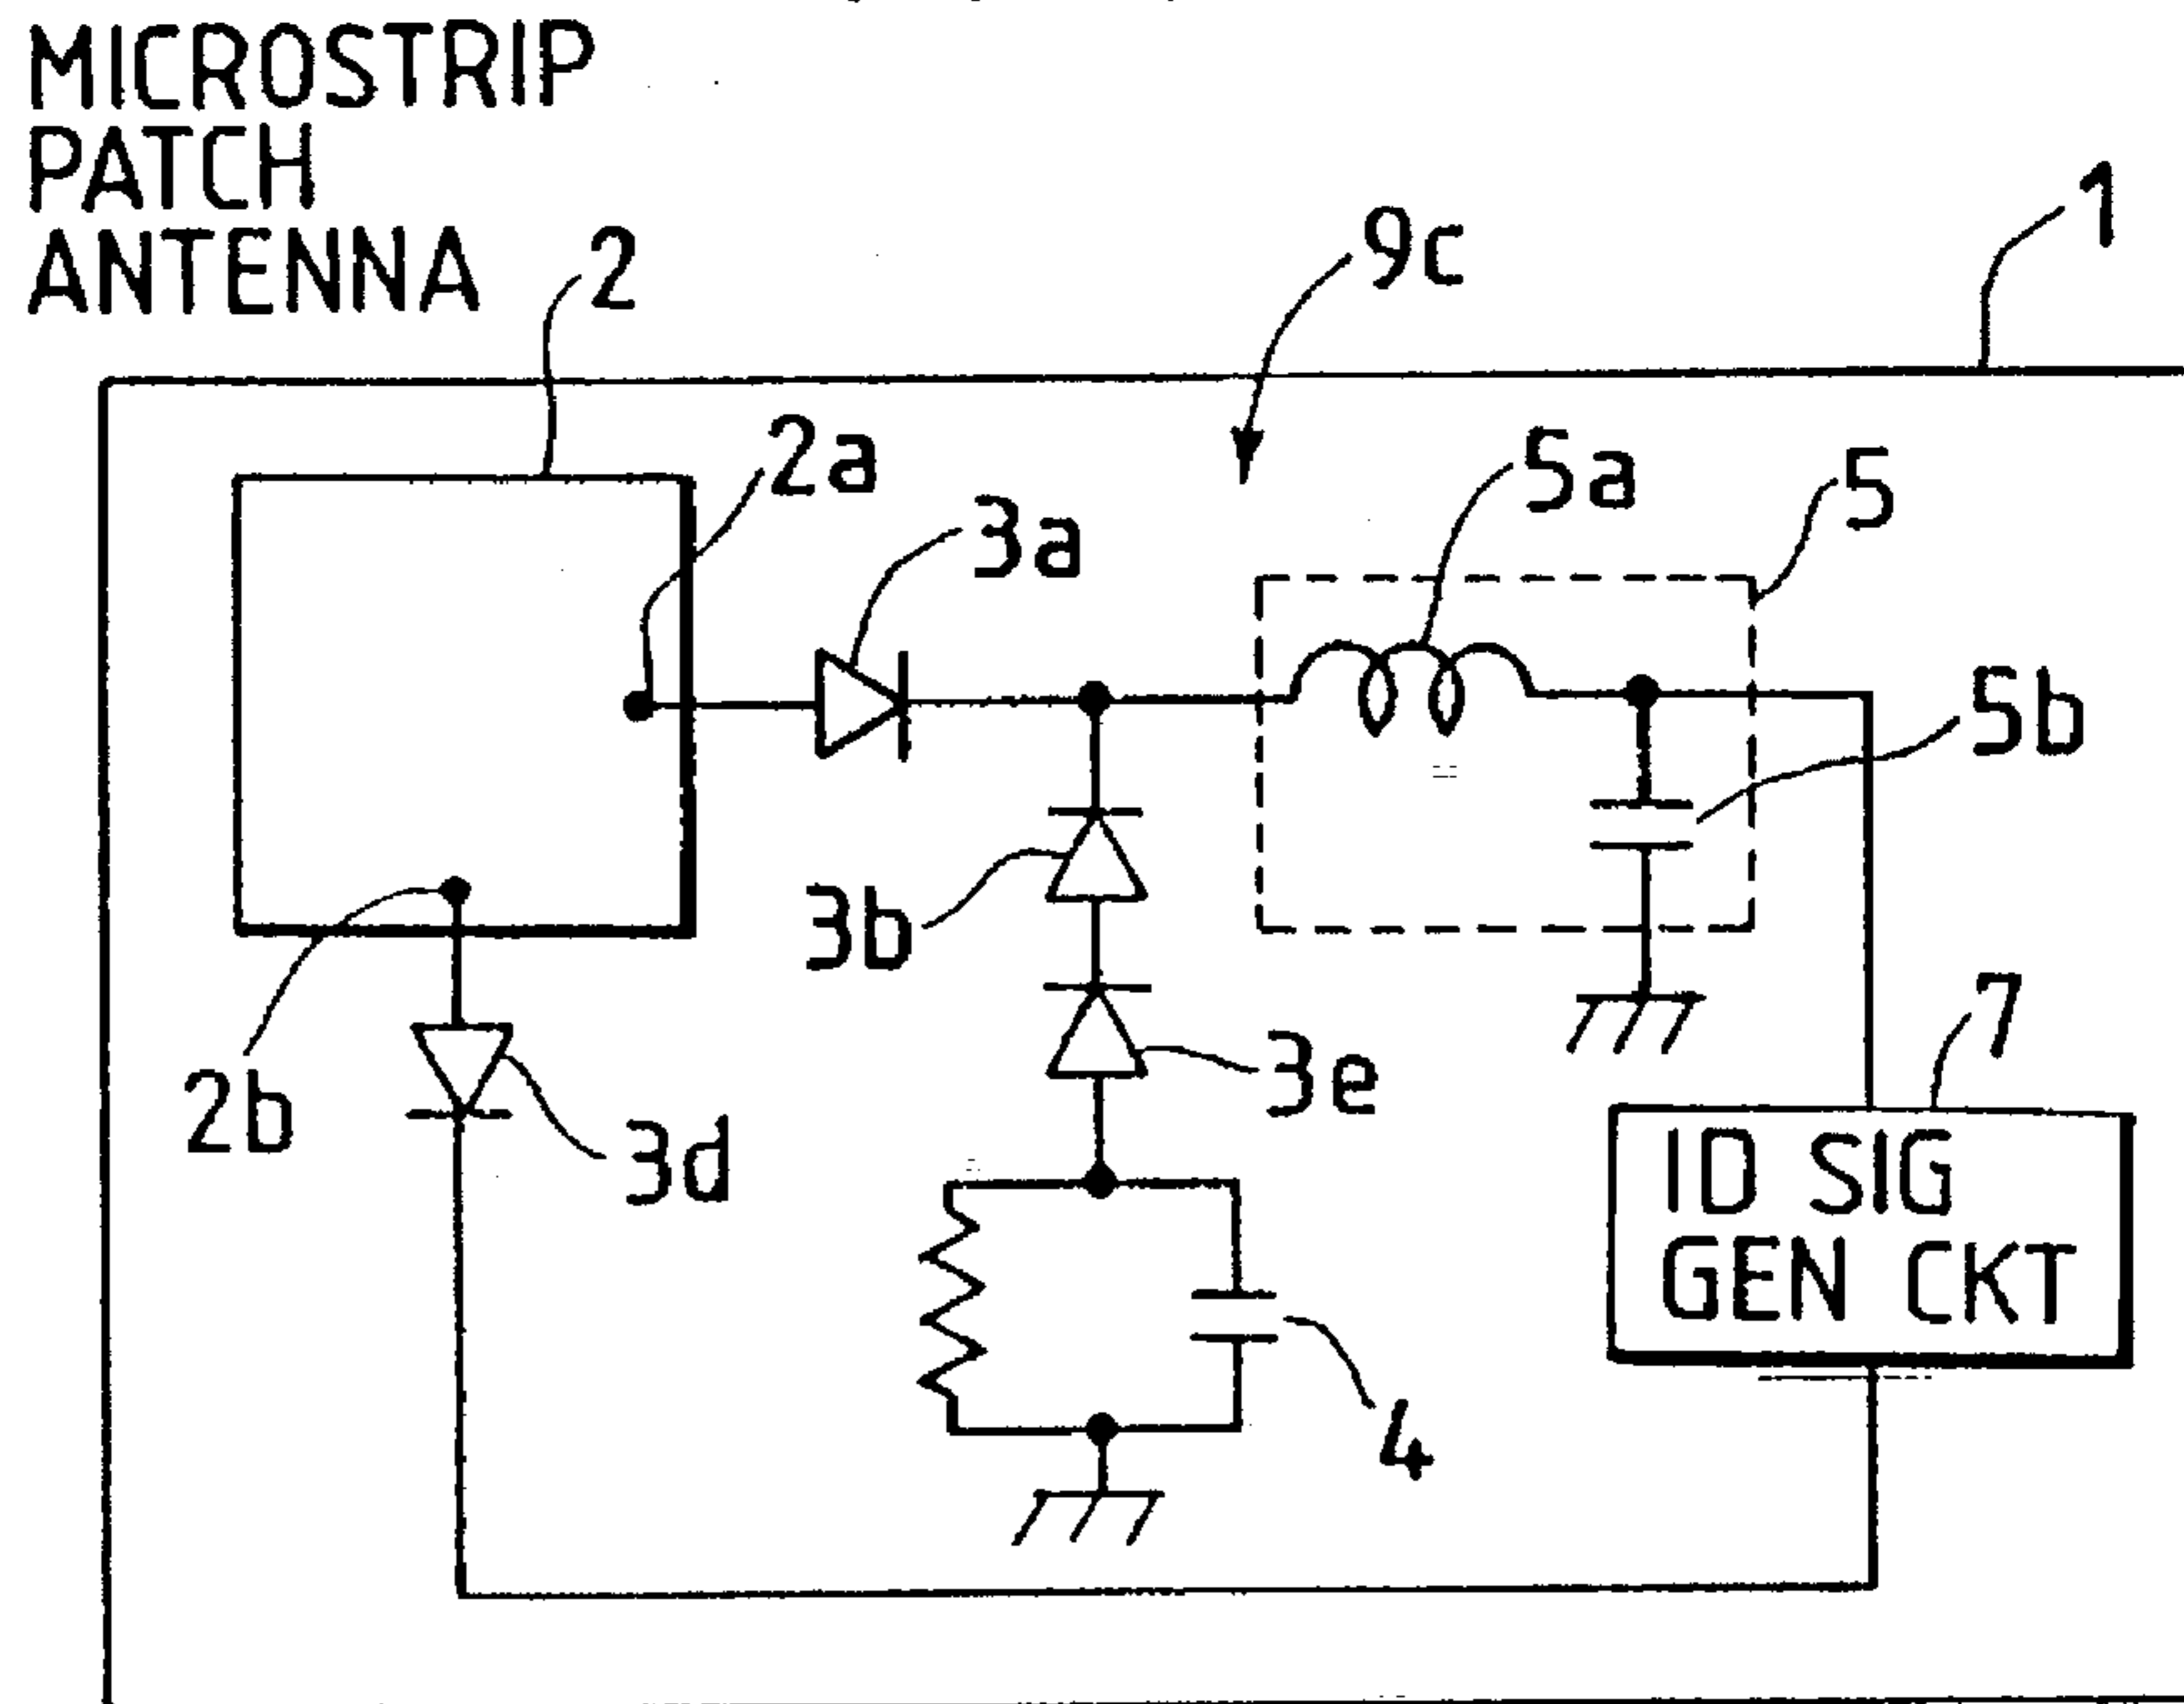 MICROSTRIP
PATCH
ANTENNA
2
9c
1
2a
3a
5a
5
5b
3b
3e
7
2b
3d
ID SIG
GEN CKT
4